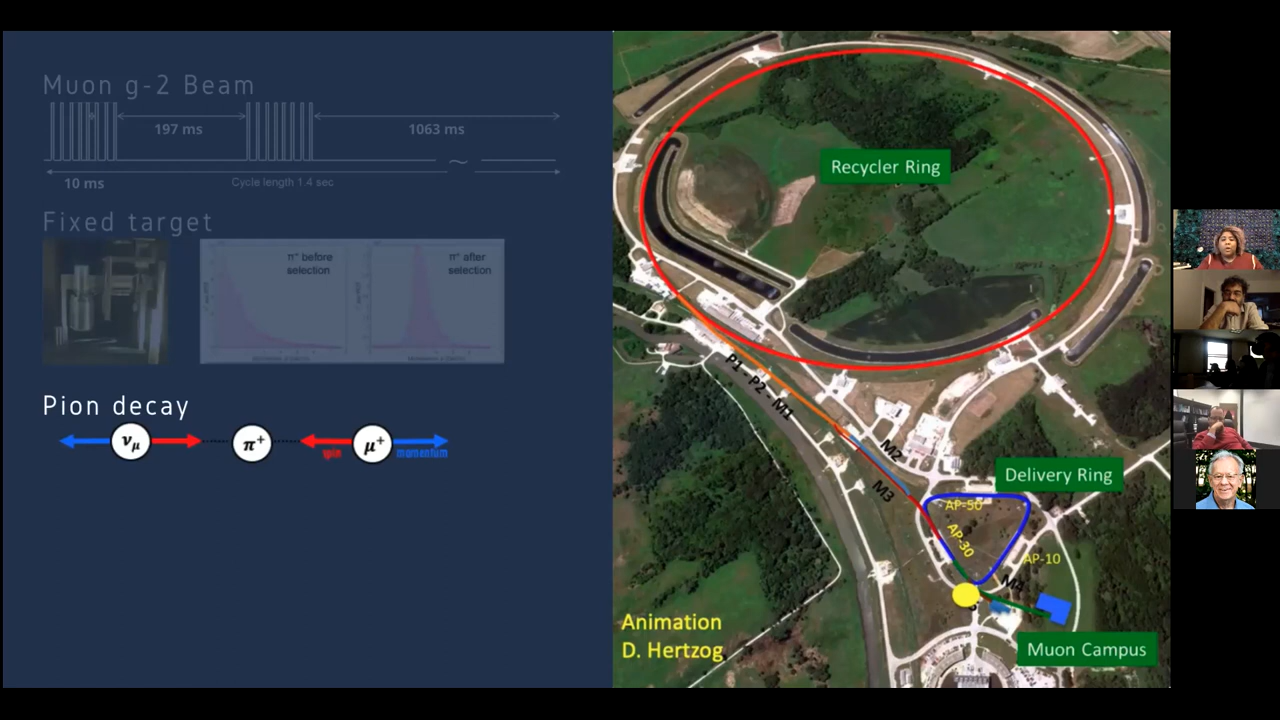 Muon g-2 Beam
197 ms
1063 ms
10 ms
Cycle length 1.4 sec
Fixed target
π⁺ before
selection
π⁺ after
selection
Pion decay
νμ
π⁺
μ⁺
spin
momentum
Recycler Ring
P1 - P2 - M1
M2
M3
Delivery Ring
AP-50
AP-30
AP-10
M4
Animation
D. Hertzog
Muon Campus